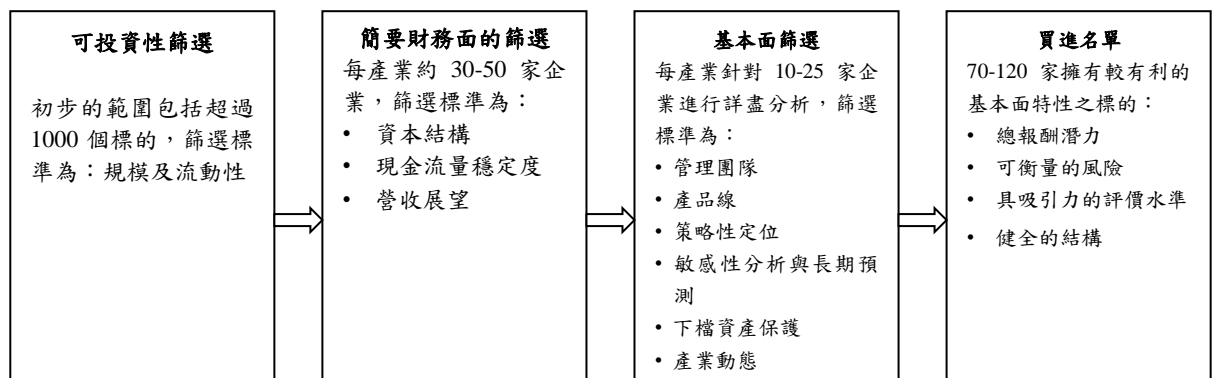 可投資性篩選
初步的範圍包括超過
1000 個標的，篩選標
準為：規模及流動性
簡要財務面的篩選
每產業約 30-50 家企
業，篩選標準為：
• 資本結構
• 現金流量穩定度
• 營收展望
基本面篩選
每產業針對 10-25 家企
業進行詳盡分析，篩選
標準為：
• 管理團隊
• 產品線
• 策略性定位
• 敏感性分析與長期預
測
• 下檔資產保護
• 產業動態
買進名單
70-120 家擁有較有利的
基本面特性之標的：
• 總報酬潛力
• 可衡量的風險
• 具吸引力的評價水準
• 健全的結構